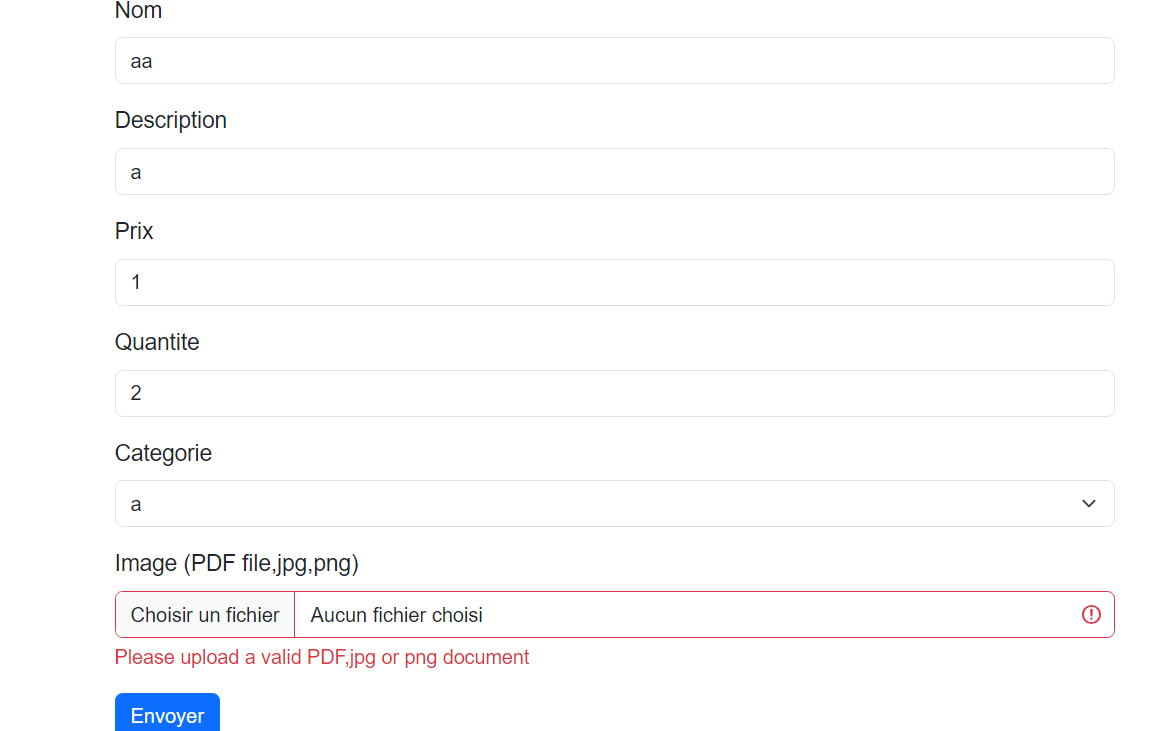 Nom
aa
Description
a
Prix
1
Quantite
2
Categorie
a
Image (PDF file,jpg,png)
Choisir un fichier Aucun fichier choisi
Please upload a valid PDF,jpg or png document
Envoyer